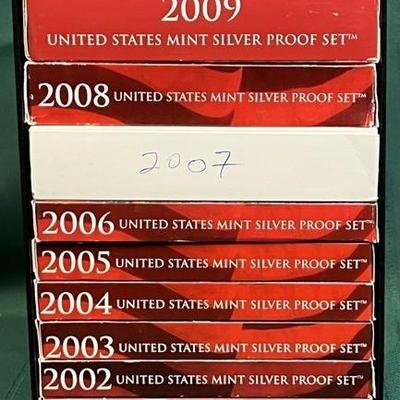 2009
UNITED STATES MINT SILVER PROOF SET™
2008 UNITED STATES MINT SILVER PROOF SET™
2007
2006 UNITED STATES MINT SILVER PROOF SET™
2005 UNITED STATES MINT SILVER PROOF SET™
2004 UNITED STATES MINT SILVER PROOF SET™
2003 UNITED STATES MINT SILVER PROOF SET™
2002 UNITED STATES MINT SILVER PROOF SET™